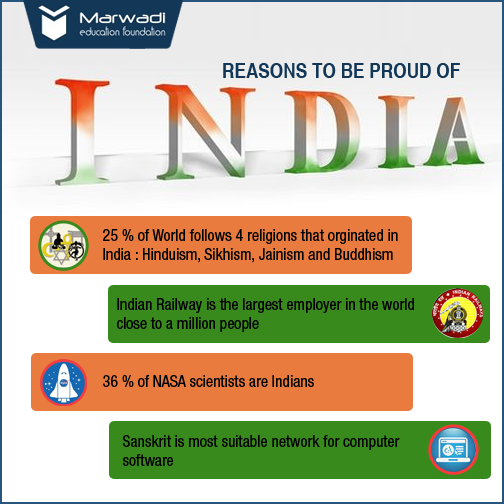 Marwadi
education foundation
REASONS TO BE PROUD OF
INDIA
25 % of World follows 4 religions that orginated in
India : Hinduism, Sikhism, Jainism and Buddhism
Indian Railway is the largest employer in the world
close to a million people
36 % of NASA scientists are Indians
Sanskrit is most suitable network for computer
software